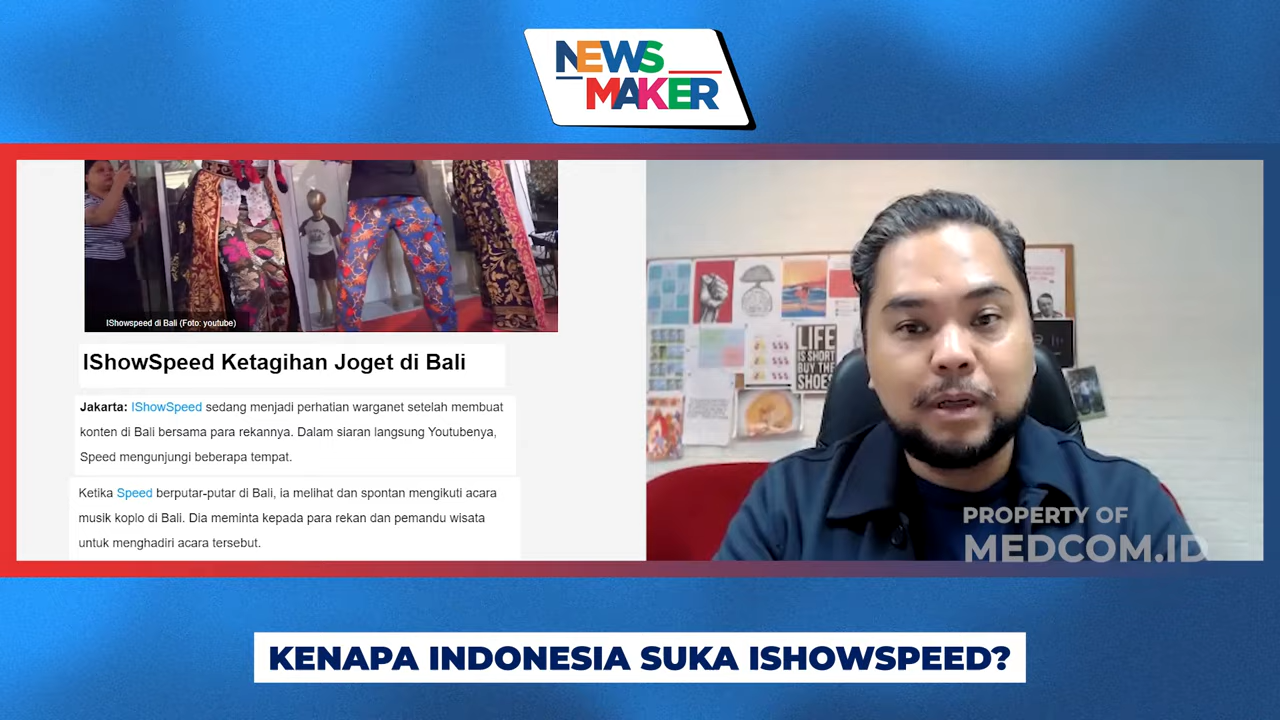 NEWS
MAKER
IShowspeed di Bali (Foto: youtube)
IShowSpeed Ketagihan Joget di Bali
Jakarta: IShowSpeed sedang menjadi perhatian warganet setelah membuat
konten di Bali bersama para rekannya. Dalam siaran langsung Youtubenya,
Speed mengunjungi beberapa tempat.
Ketika Speed berputar-putar di Bali, ia melihat dan spontan mengikuti acara
musik koplo di Bali. Dia meminta kepada para rekan dan pemandu wisata
untuk menghadiri acara tersebut.
LIFE
IS SHORT
BUY THE
SHOES
PROPERTY OF
MEDCOM.ID
KENAPA INDONESIA SUKA ISHOWSPEED?